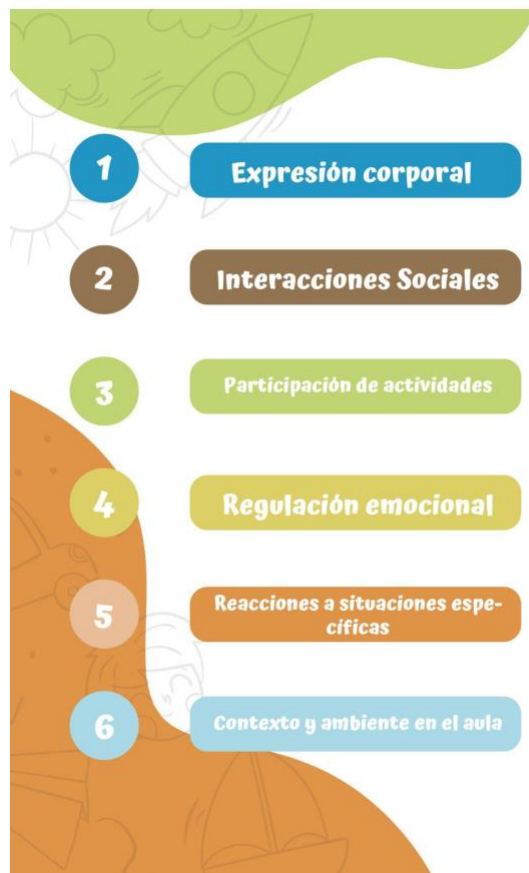 1
Expresión corporal
2
Interacciones Sociales
3
Participación de actividades
4
Regulación emocional
5
Reacciones a situaciones espe-
cíficas
6
Contexto y ambiente en el aula